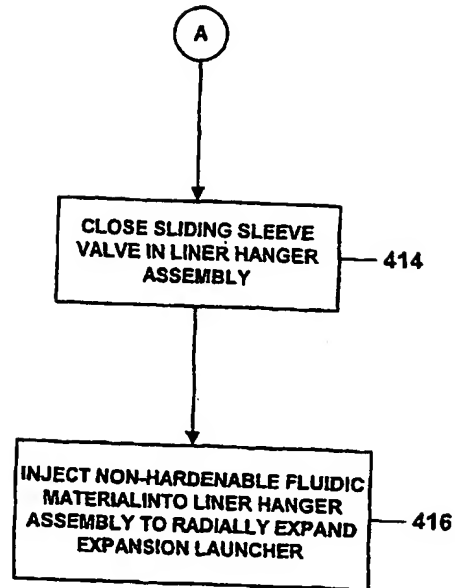 A
CLOSE SLIDING SLEEVE
VALVE IN LINER HANGER
ASSEMBLY
414
INJECT NON-HARDENABLE FLUIDIC
MATERIALINTO LINER HANGER
ASSEMBLY TO RADIALLY EXPAND
EXPANSION LAUNCHER
416